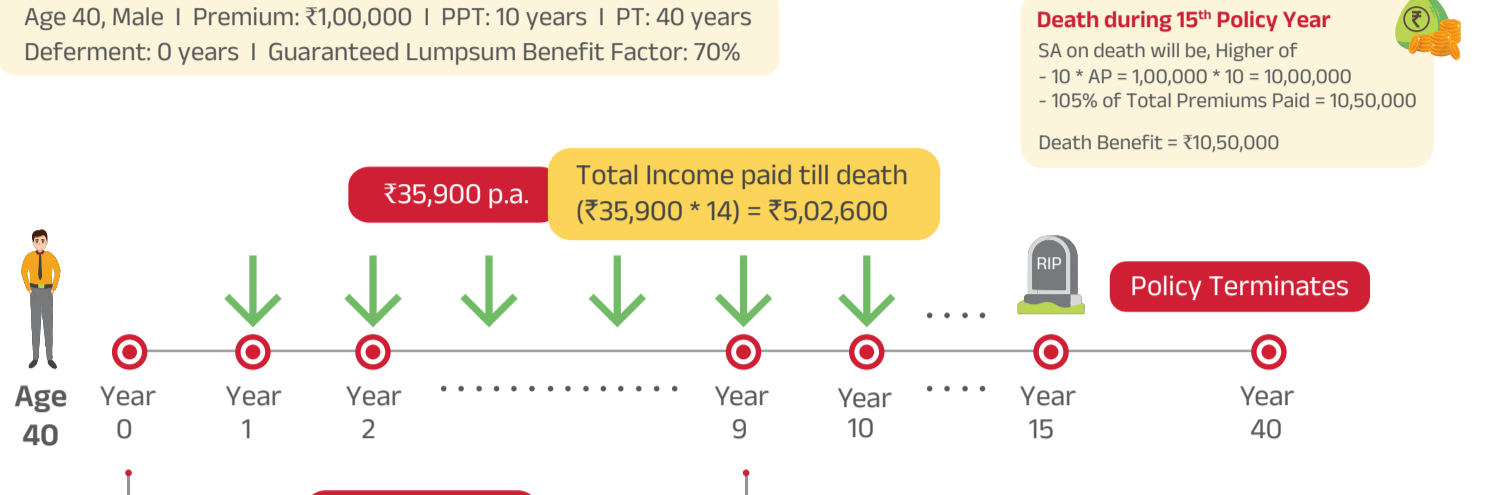 Age 40, Male I Premium: ₹1,00,000 I PPT: 10 years I PT: 40 years
Deferment: 0 years I Guaranteed Lumpsum Benefit Factor: 70%
Death during 15th Policy Year
SA on death will be, Higher of
- 10 * AP = 1,00,000 * 10 = 10,00,000
- 105% of Total Premiums Paid = 10,50,000
Death Benefit = ₹10,50,000
₹
₹35,900 p.a.
Total Income paid till death
(₹35,900 * 14) = ₹5,02,600
RIP
Policy Terminates
Age
40
Year
0
Year
1
Year
2
Year
9
Year
10
Year
15
Year
40